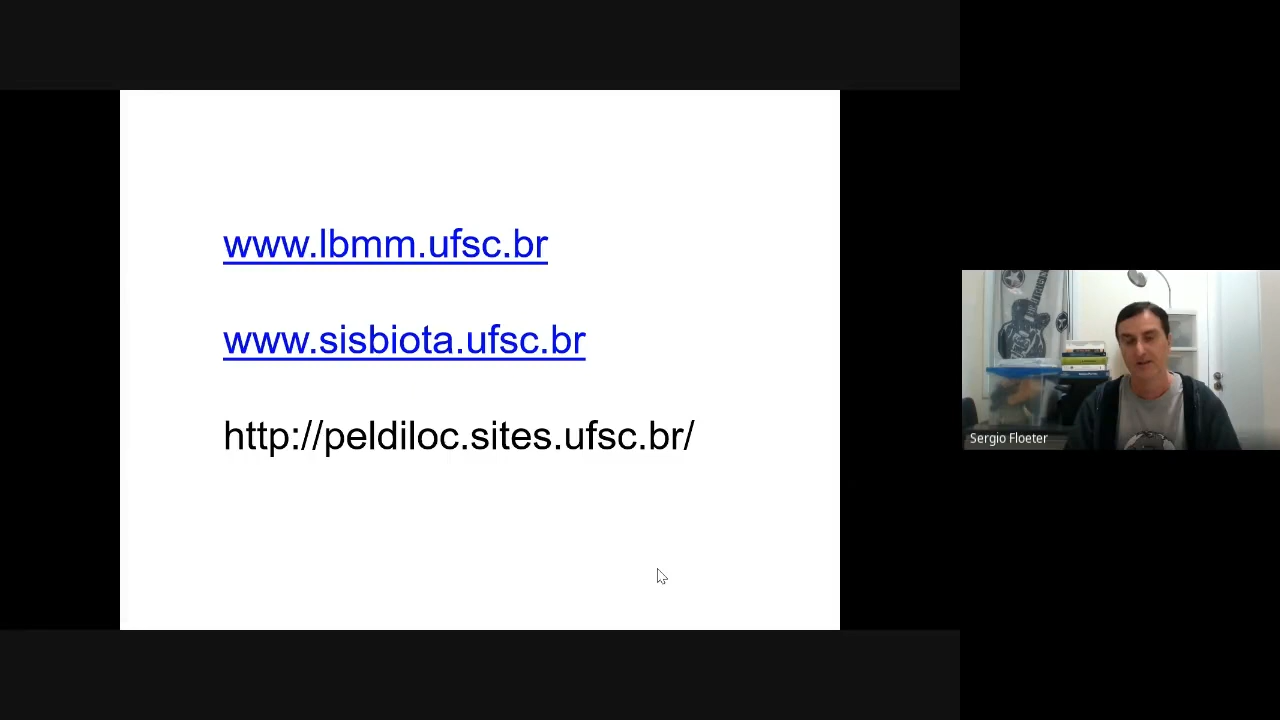 www.lbmm.ufsc.br
www.sisbiota.ufsc.br
http://peldiloc.sites.ufsc.br/
Sergio Floeter